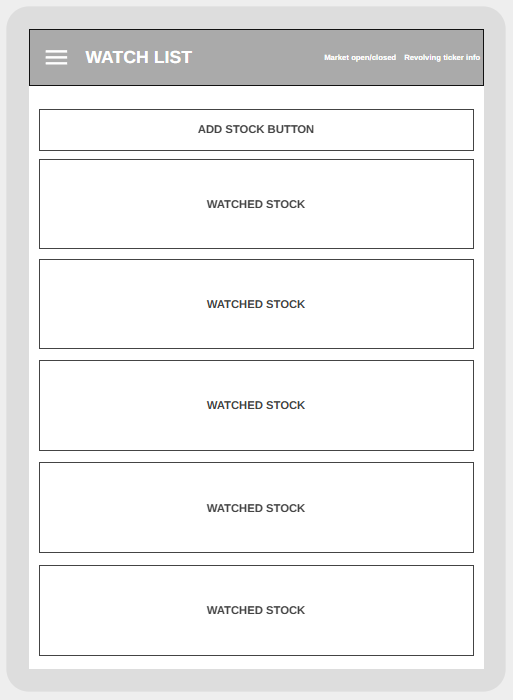 WATCH LIST
Market open/closed Revolving ticker info
ADD STOCK BUTTON
WATCHED STOCK
WATCHED STOCK
WATCHED STOCK
WATCHED STOCK
WATCHED STOCK